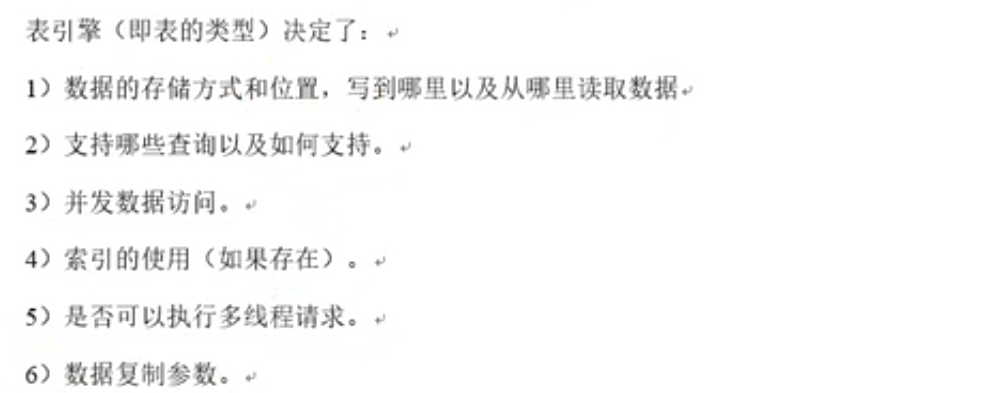 表引擎（即表的类型）决定了：
1）数据的存储方式和位置，写到哪里以及从哪里读取数据
2）支持哪些查询以及如何支持。
3）并发数据访问。
4）索引的使用（如果存在）。
5）是否可以执行多线程请求。
6）数据复制参数。